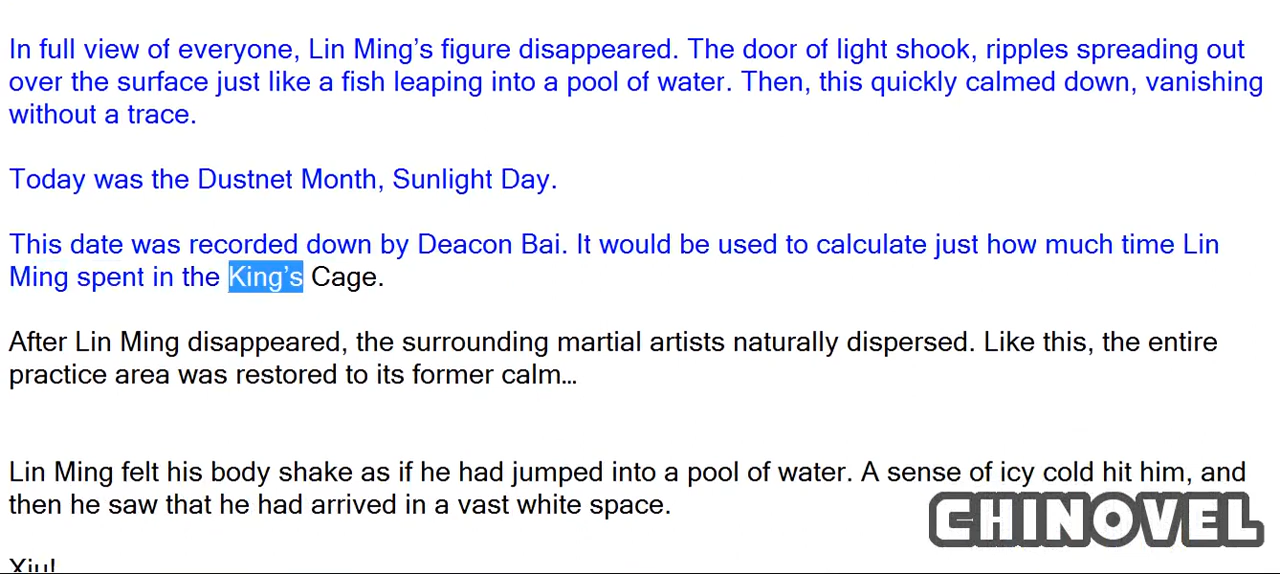 In full view of everyone, Lin Ming’s figure disappeared. The door of light shook, ripples spreading out
over the surface just like a fish leaping into a pool of water. Then, this quickly calmed down, vanishing
without a trace.
Today was the Dustnet Month, Sunlight Day.
This date was recorded down by Deacon Bai. It would be used to calculate just how much time Lin
Ming spent in the King’s Cage.
After Lin Ming disappeared, the surrounding martial artists naturally dispersed. Like this, the entire
practice area was restored to its former calm…
Lin Ming felt his body shake as if he had jumped into a pool of water. A sense of icy cold hit him, and
then he saw that he had arrived in a vast white space.
CHINOVEL
Xiu!